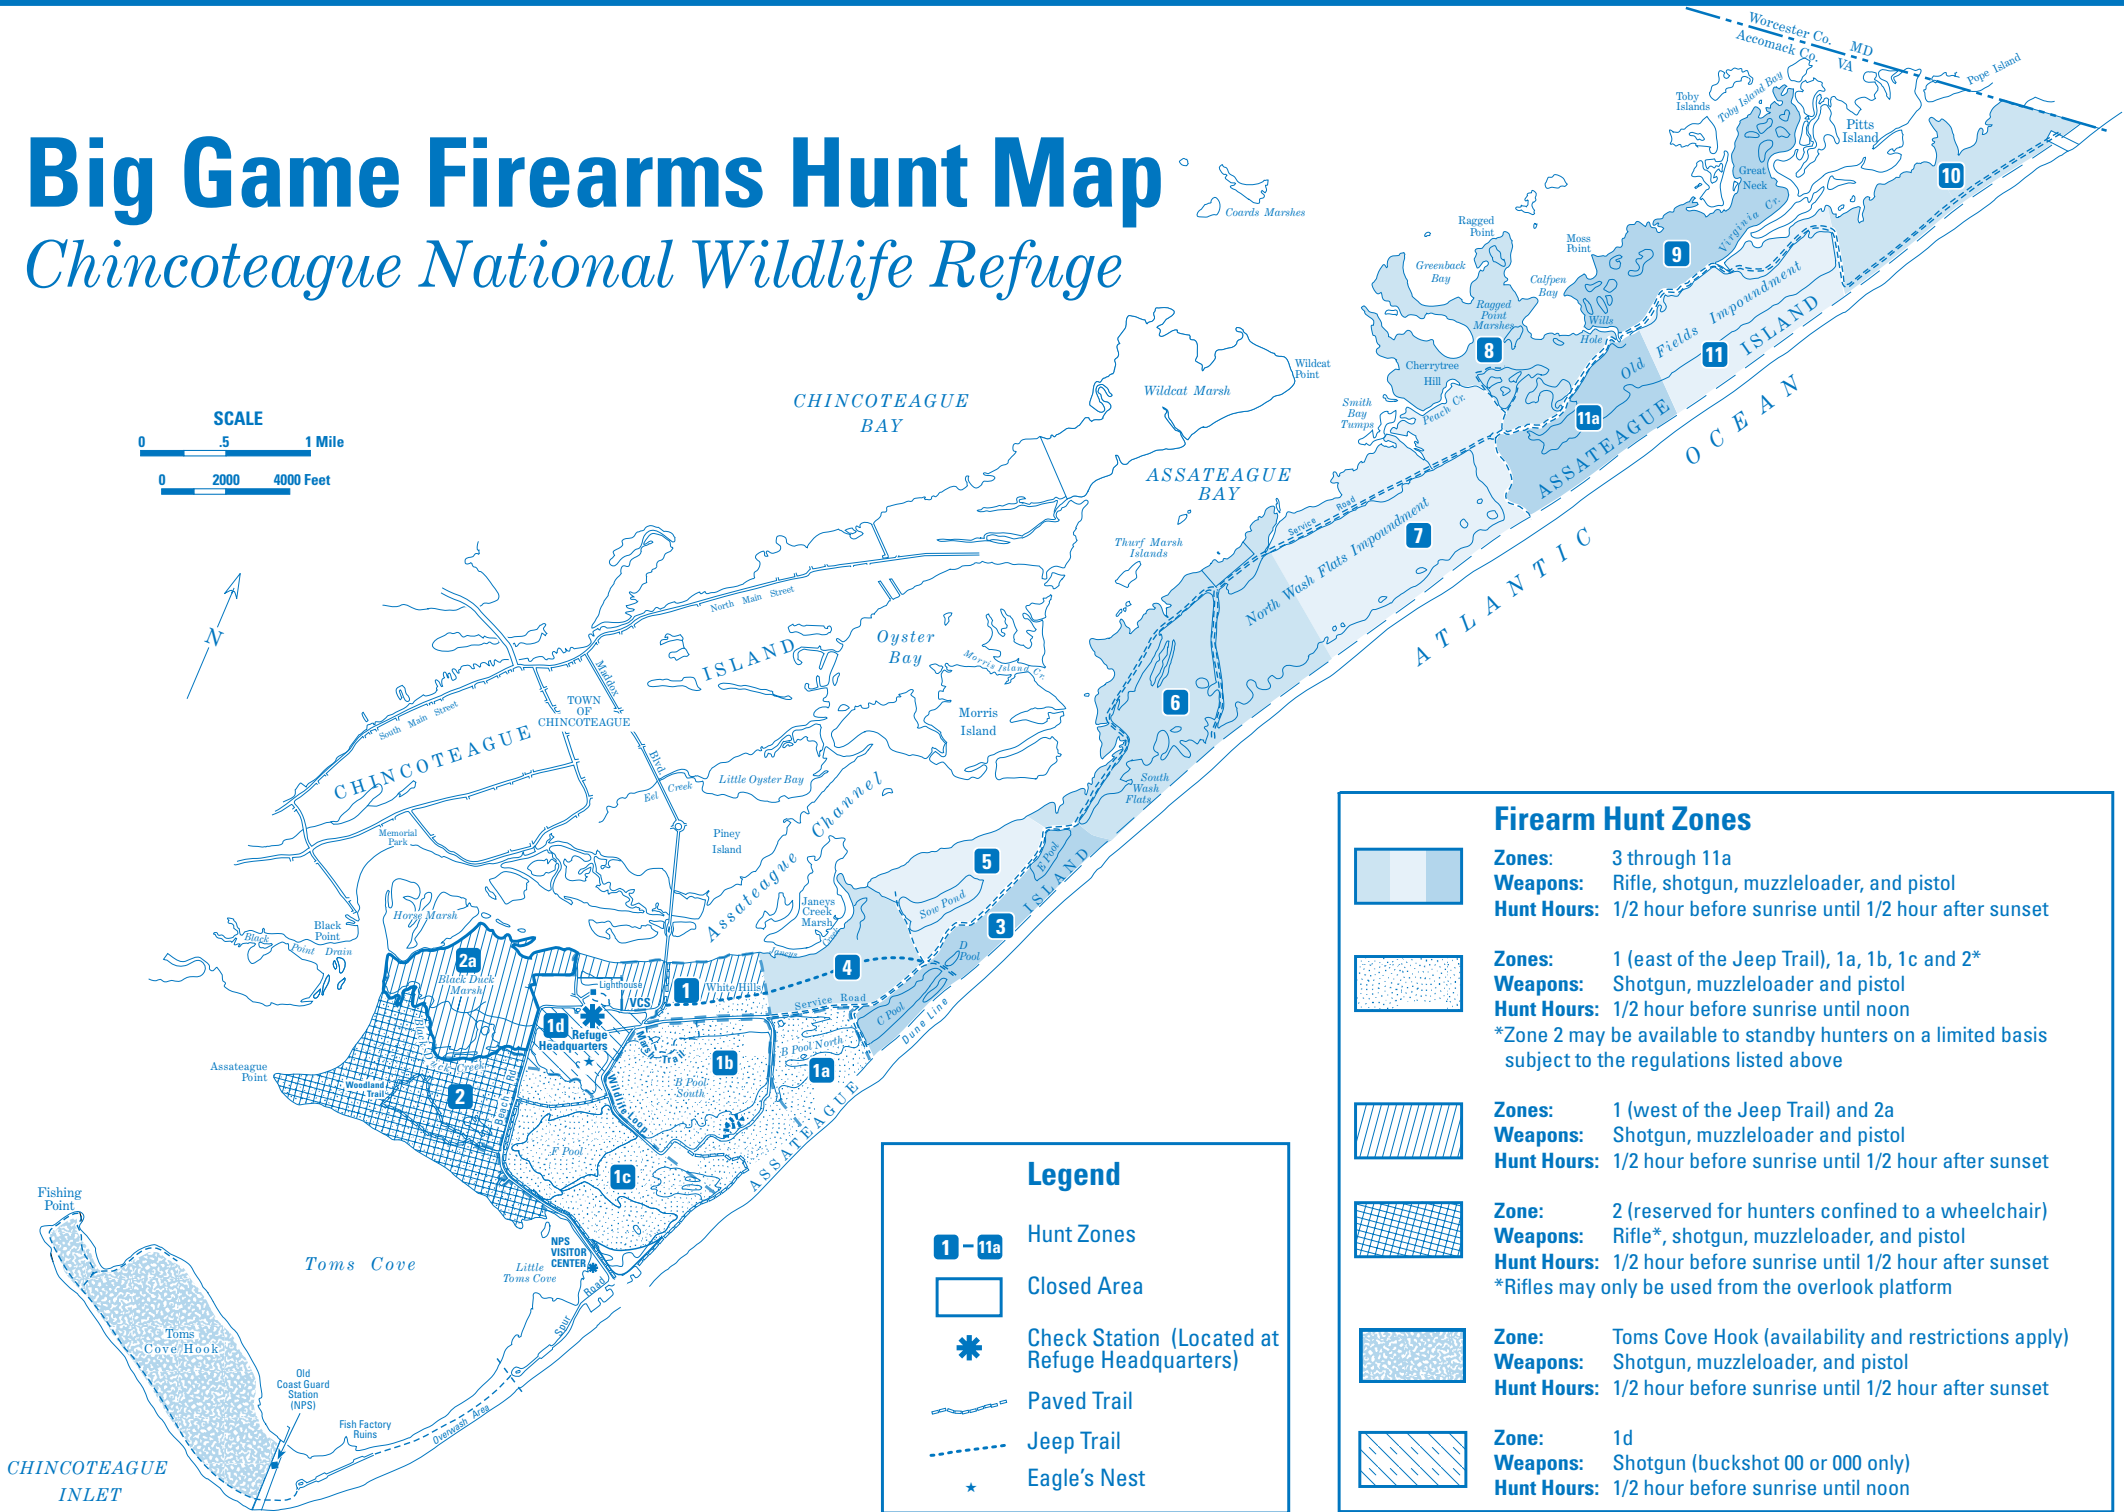 Big Game Firearms Hunt Map
Chincoteague National Wildlife Refuge
Worcester Co. MD
Accomack Co. VA
Pope Island
Toby
Islands
Toby Island Bay
Pitts
Island
Great
Neck
10
Virginia Cr.
9
Coards Marshes
Ragged
Point
Moss
Point
Greenback
Bay
Calfpen
Bay
Ragged
Point
Marshes
Wills
Hole
8
Old Fields Impoundment
11
ASSATEAGUE ISLAND
11a
Cherrytree
Hill
Peach Cr.
Smith
Bay
Tumps
ATLANTIC OCEAN
Wildcat
Point
Wildcat Marsh
CHINCOTEAGUE
BAY
ASSATEAGUE
BAY
SCALE
0 .5 1 Mile
0 2000 4000 Feet
N
Service Road
North Wash Flats Impoundment
7
Thurf Marsh
Islands
North Main Street
Oyster
Bay
Morris Island Cr.
Morris
Island
6
South
Wash
Flats
CHINCOTEAGUE ISLAND
TOWN
OF
CHINCOTEAGUE
South Main Street
Maddox Blvd.
Little Oyster Bay
Eel Creek
Memorial
Park
Piney
Island
Assateague Channel
5
E Pool
Sow Pond
3
ISLAND
D
Pool
Janeys
Creek
Marsh
Janeys Creek
4
Service Road
C Pool
Dune Line
Horse Marsh
Black
Point
Black Point Drain
2a
Black Duck
Marsh
Lighthouse
VCS
1
White Hills
1d
Refuge
Headquarters
Marsh Trail
1b
B Pool North
1a
B Pool
South
Wildlife Loop
Assateague
Point
Woodland
Trail
Black Duck Creek
2
Beach Rd
F Pool
1c
ASSATEAGUE
NPS
VISITOR
CENTER
Little
Toms Cove
Toms Cove
Fishing
Point
Toms
Cove Hook
Spur Road
Old
Coast Guard
Station
(NPS)
Fish Factory
Ruins
Overwash Area
CHINCOTEAGUE
INLET
Legend
1 - 11a Hunt Zones
Closed Area
Check Station (Located at
Refuge Headquarters)
Paved Trail
Jeep Trail
Eagle's Nest
Firearm Hunt Zones
Zones: 3 through 11a
Weapons: Rifle, shotgun, muzzleloader, and pistol
Hunt Hours: 1/2 hour before sunrise until 1/2 hour after sunset
Zones: 1 (east of the Jeep Trail), 1a, 1b, 1c and 2*
Weapons: Shotgun, muzzleloader and pistol
Hunt Hours: 1/2 hour before sunrise until noon
*Zone 2 may be available to standby hunters on a limited basis
subject to the regulations listed above
Zones: 1 (west of the Jeep Trail) and 2a
Weapons: Shotgun, muzzleloader and pistol
Hunt Hours: 1/2 hour before sunrise until 1/2 hour after sunset
Zone: 2 (reserved for hunters confined to a wheelchair)
Weapons: Rifle*, shotgun, muzzleloader, and pistol
Hunt Hours: 1/2 hour before sunrise until 1/2 hour after sunset
*Rifles may only be used from the overlook platform
Zone: Toms Cove Hook (availability and restrictions apply)
Weapons: Shotgun, muzzleloader, and pistol
Hunt Hours: 1/2 hour before sunrise until 1/2 hour after sunset
Zone: 1d
Weapons: Shotgun (buckshot 00 or 000 only)
Hunt Hours: 1/2 hour before sunrise until noon